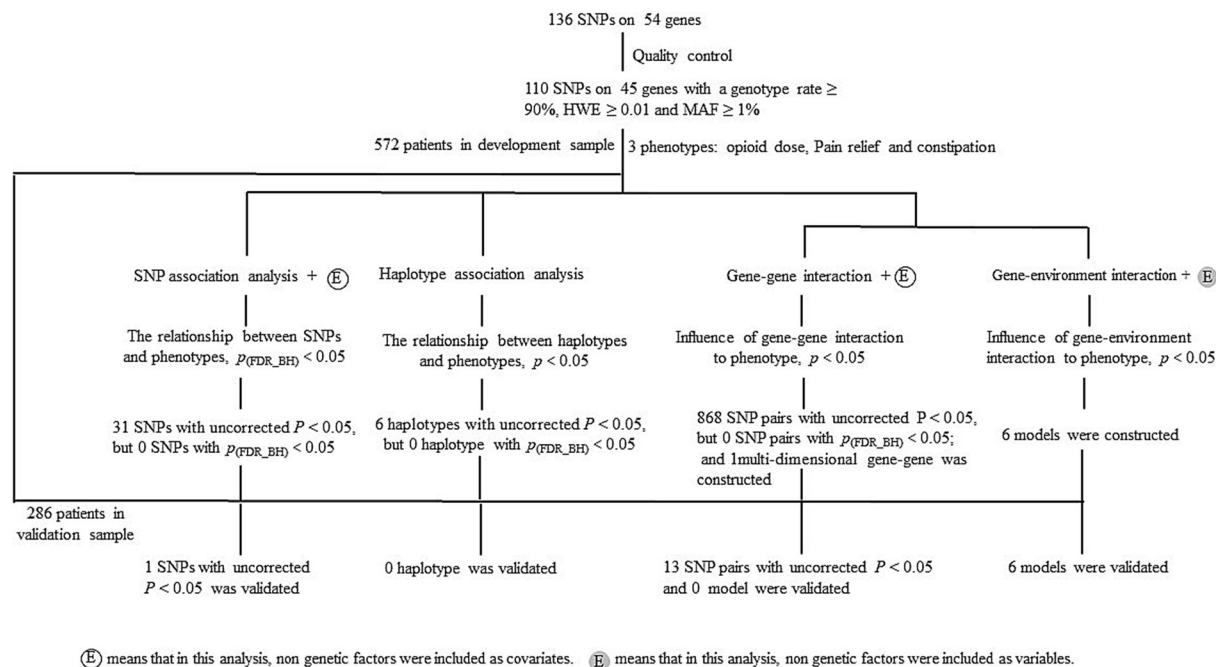 136 SNPs on 54 genes
Quality control
110 SNPs on 45 genes with a genotype rate ≥
90%, HWE ≥ 0.01 and MAF ≥ 1%
572 patients in development sample
3 phenotypes: opioid dose, Pain relief and constipation
SNP association analysis + Ⓔ
The relationship between SNPs
and phenotypes, p(FDR_BH) < 0.05
31 SNPs with uncorrected P < 0.05,
but 0 SNPs with p(FDR_BH) < 0.05
Haplotype association analysis
The relationship between haplotypes
and phenotypes, p < 0.05
6 haplotypes with uncorrected P < 0.05,
but 0 haplotype with p(FDR_BH) < 0.05
Gene-gene interaction + Ⓔ
Influence of gene-gene interaction
to phenotype, p < 0.05
868 SNP pairs with uncorrected P < 0.05,
but 0 SNP pairs with p(FDR_BH) < 0.05;
and 1multi-dimensional gene-gene was
constructed
Gene-environment interaction + Ⓔ
Influence of gene-environment
interaction to phenotype, p < 0.05
6 models were constructed
286 patients in
validation sample
1 SNPs with uncorrected
P < 0.05 was validated
0 haplotype was validated
13 SNP pairs with uncorrected P < 0.05
and 0 model were validated
6 models were validated
Ⓔ means that in this analysis, non genetic factors were included as covariates.
Ⓔ means that in this analysis, non genetic factors were included as variables.